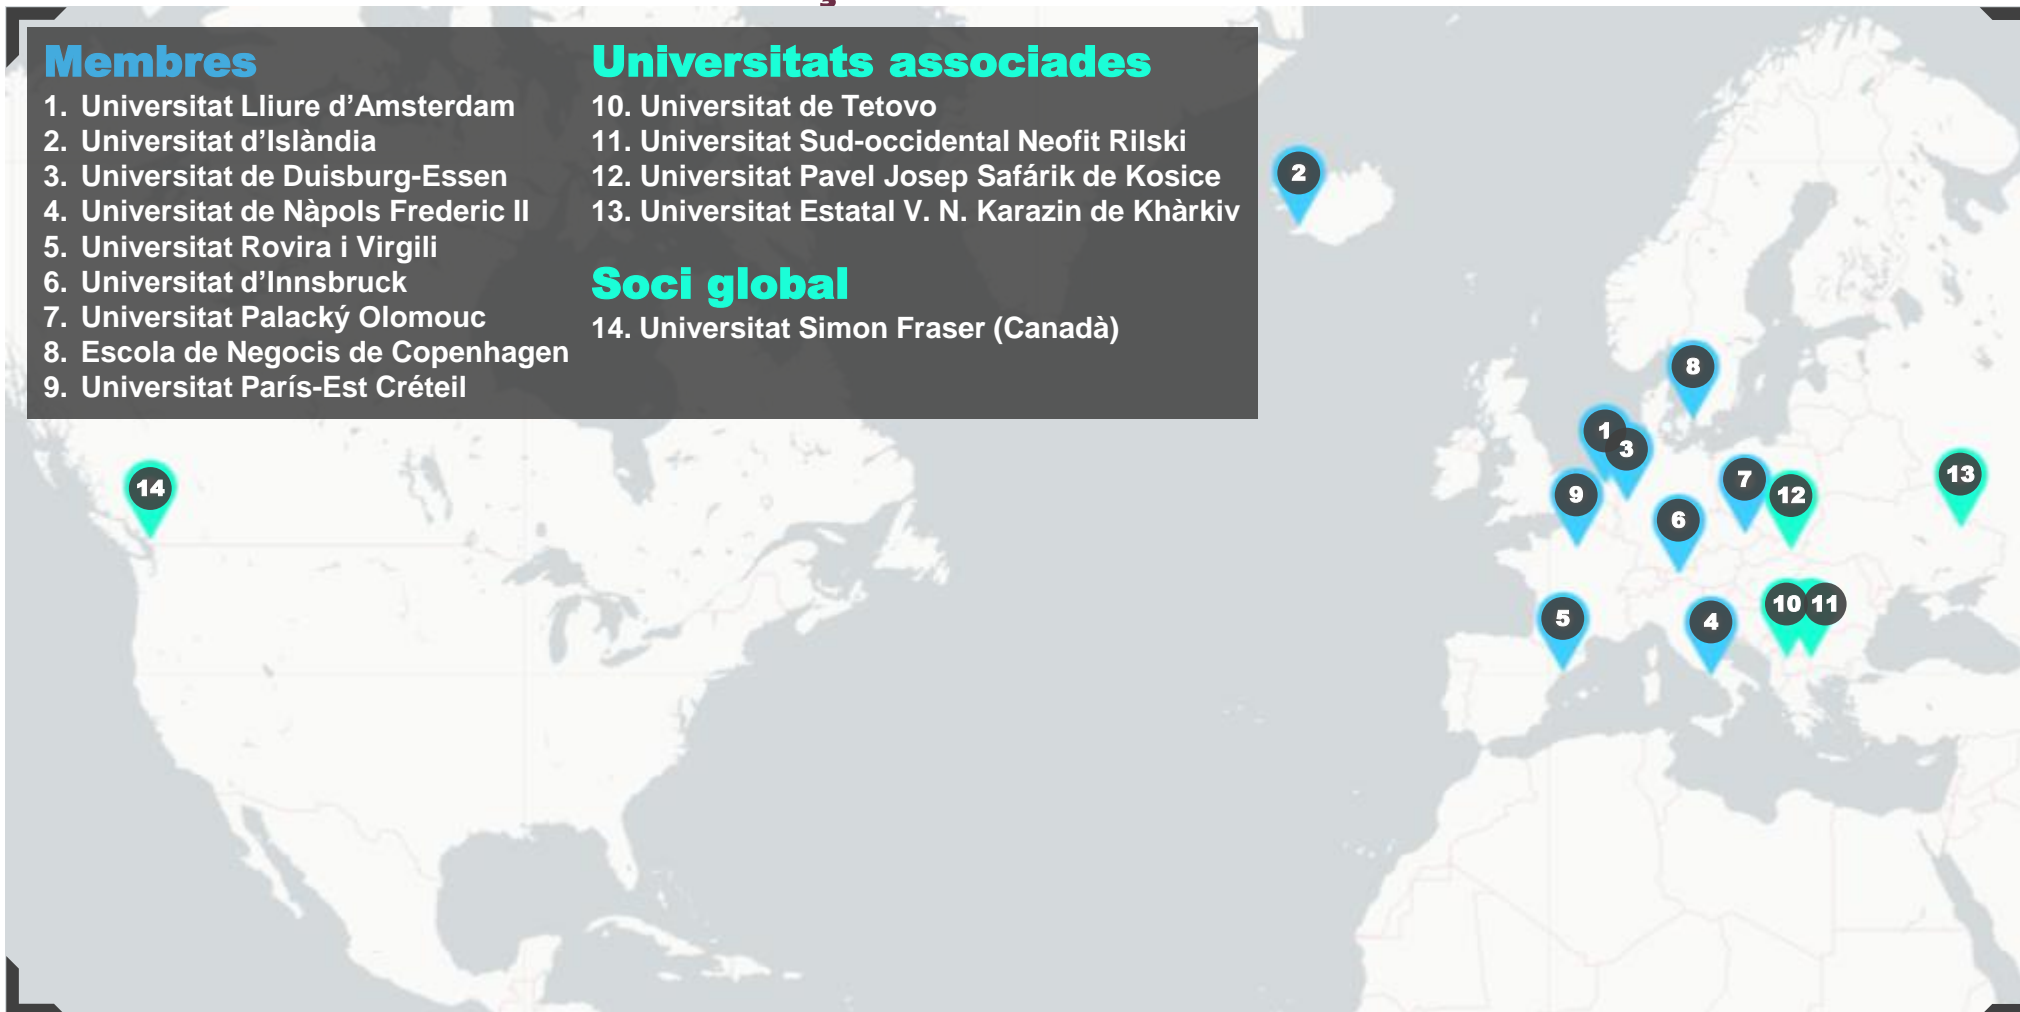 Membres
1. Universitat Lliure d’Amsterdam
2. Universitat d’Islàndia
3. Universitat de Duisburg-Essen
4. Universitat de Nàpols Frederic II
5. Universitat Rovira i Virgili
6. Universitat d’Innsbruck
7. Universitat Palacký Olomouc
8. Escola de Negocis de Copenhagen
9. Universitat París-Est Créteil
Universitats associades
10. Universitat de Tetovo
11. Universitat Sud-occidental Neofit Rilski
12. Universitat Pavel Josep Safárik de Kosice
13. Universitat Estatal V. N. Karazin de Khàrkiv
Soci global
14. Universitat Simon Fraser (Canadà)
2
8
1
3
7
13
14
9
12
6
10
11
5
4